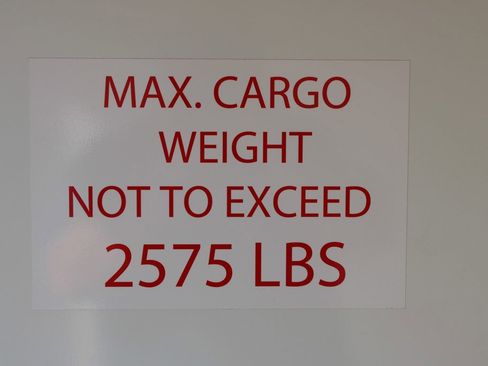 MAX. CARGO
WEIGHT
NOT TO EXCEED
2575 LBS